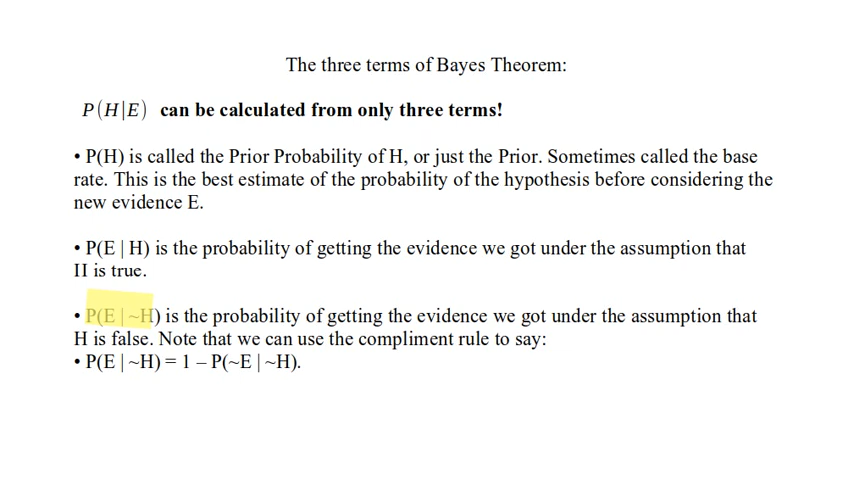 The three terms of Bayes Theorem:
P(H|E) can be calculated from only three terms!
• P(H) is called the Prior Probability of H, or just the Prior. Sometimes called the base
rate. This is the best estimate of the probability of the hypothesis before considering the
new evidence E.
• P(E | H) is the probability of getting the evidence we got under the assumption that
H is true.
• P(E | ~H) is the probability of getting the evidence we got under the assumption that
H is false. Note that we can use the compliment rule to say:
• P(E | ~H) = 1 – P(~E | ~H).